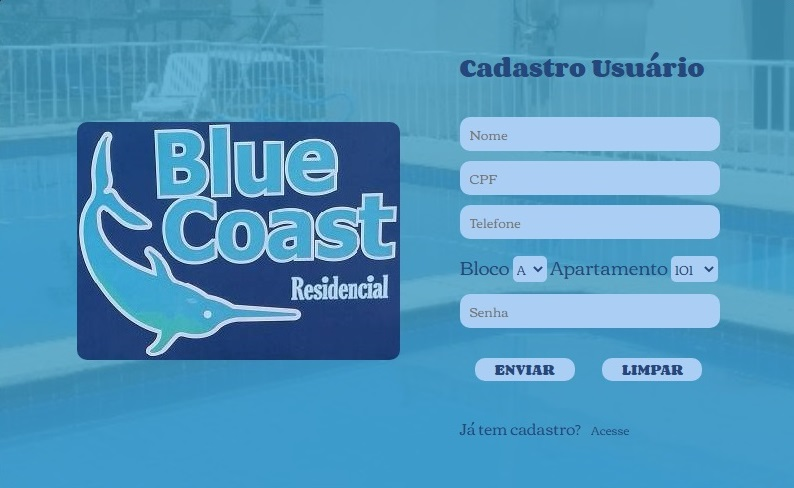 Cadastro Usuário
Blue
Coast
Residencial
Nome
CPF
Telefone
Bloco A Apartamento 101
Senha
ENVIAR LIMPAR
Já tem cadastro? Acesse